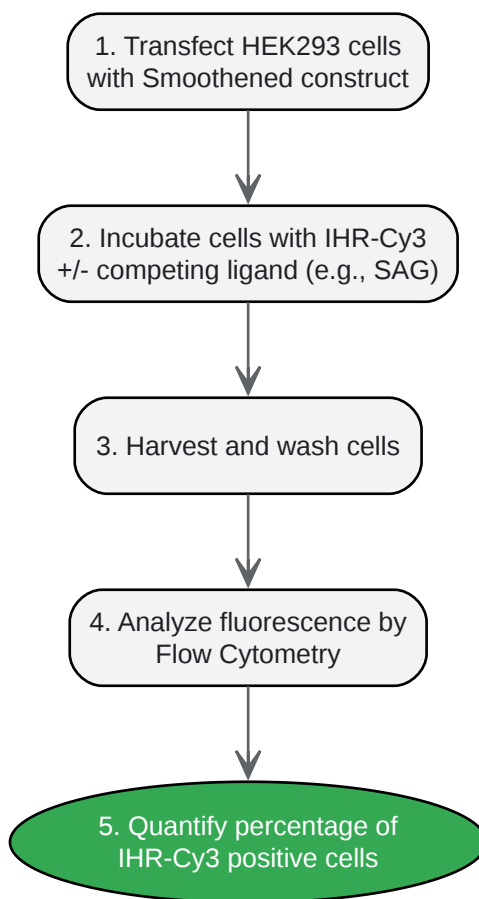 1. Transfect HEK293 cells
with Smoothened construct
2. Incubate cells with IHR-Cy3
+/- competing ligand (e.g., SAG)
3. Harvest and wash cells
4. Analyze fluorescence by
Flow Cytometry
5. Quantify percentage of
IHR-Cy3 positive cells